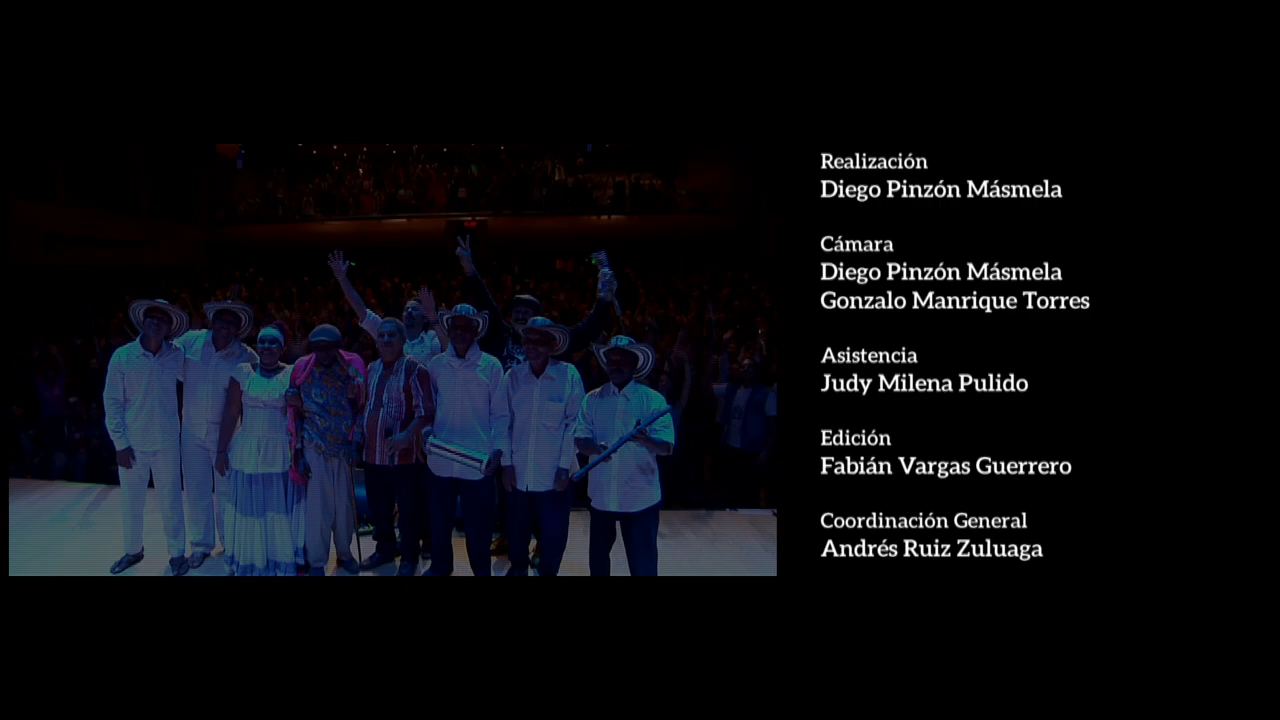 Realización
Diego Pinzón Másmela
Cámara
Diego Pinzón Másmela
Gonzalo Manrique Torres
Asistencia
Judy Milena Pulido
Edición
Fabián Vargas Guerrero
Coordinación General
Andrés Ruiz Zuluaga